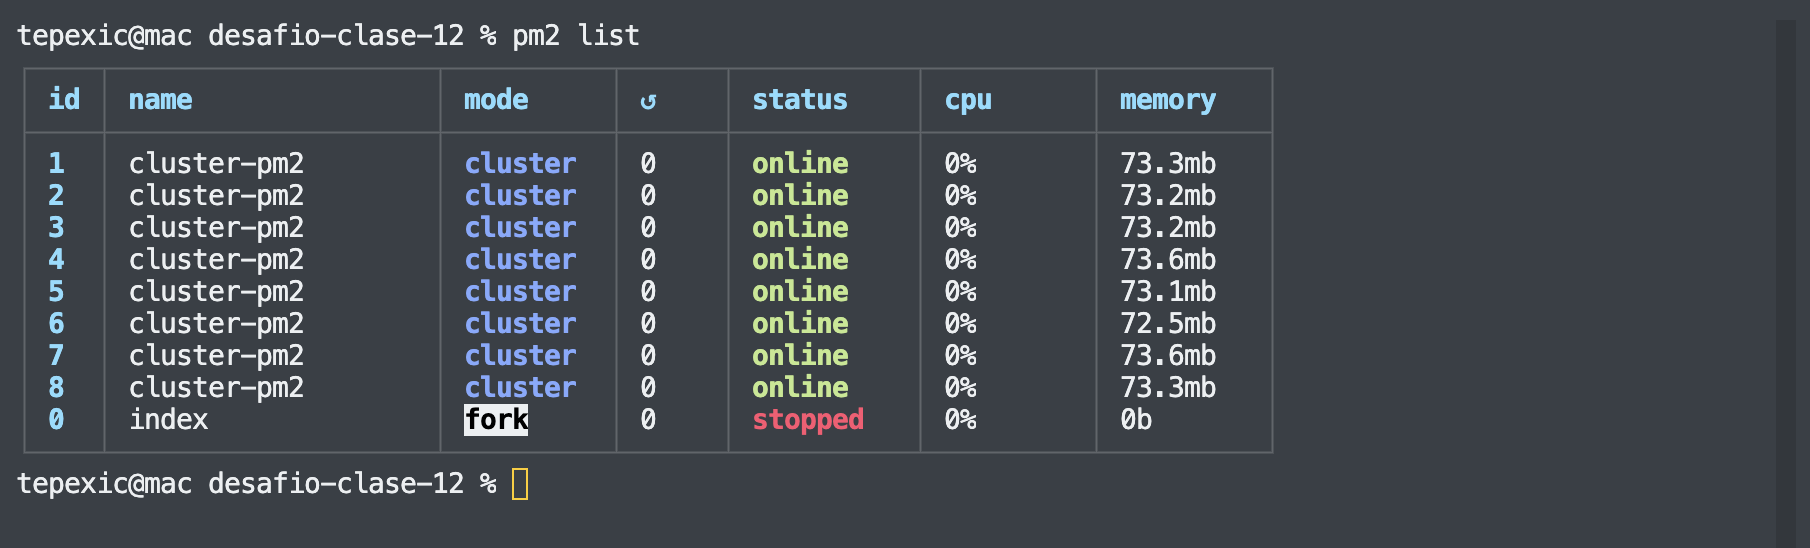 tepexic@mac desafio-clase-12 % pm2 list
id name mode ↺ status cpu memory
1 cluster-pm2 cluster 0 online 0% 73.3mb
2 cluster-pm2 cluster 0 online 0% 73.2mb
3 cluster-pm2 cluster 0 online 0% 73.2mb
4 cluster-pm2 cluster 0 online 0% 73.6mb
5 cluster-pm2 cluster 0 online 0% 73.1mb
6 cluster-pm2 cluster 0 online 0% 72.5mb
7 cluster-pm2 cluster 0 online 0% 73.6mb
8 cluster-pm2 cluster 0 online 0% 73.3mb
0 index fork 0 stopped 0% 0b
tepexic@mac desafio-clase-12 %